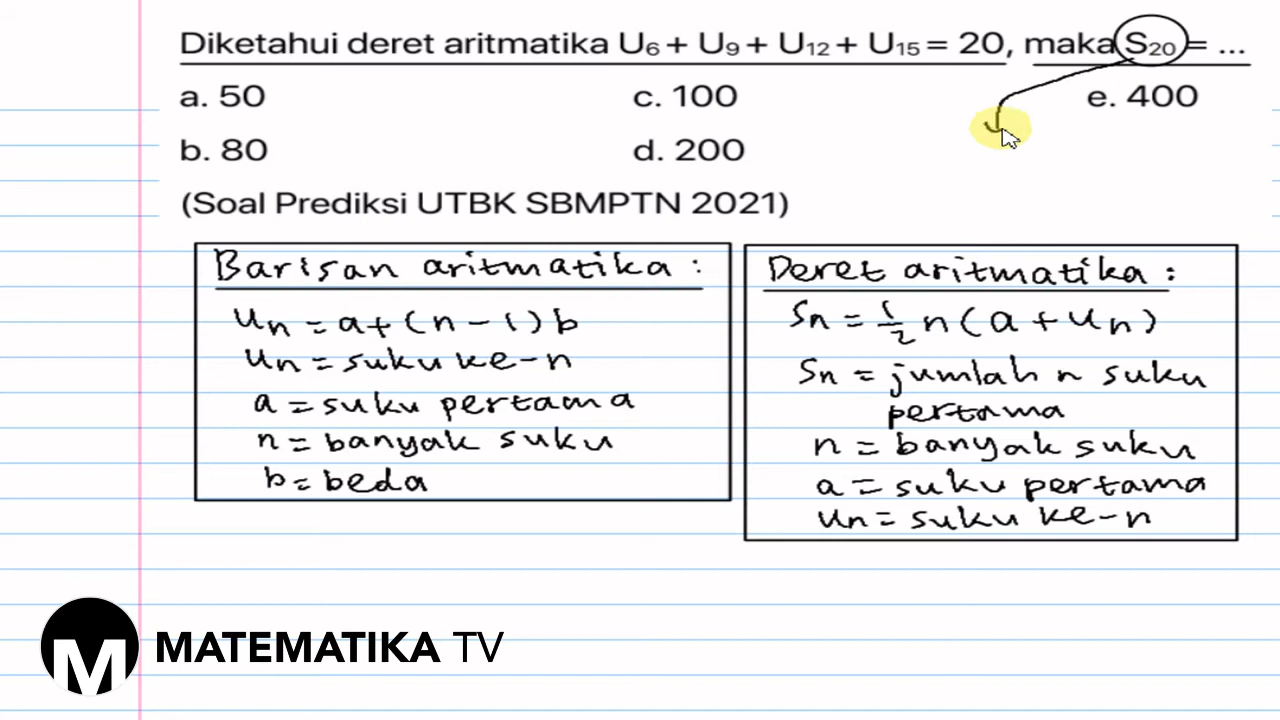 Diketahui deret aritmatika U₆ + U₉ + U₁₂ + U₁₅ = 20, maka S₂₀ = ...
a. 50 c. 100 e. 400
b. 80 d. 200
(Soal Prediksi UTBK SBMPTN 2021)
Barisan aritmatika :
Un = a + (n - 1) b
Un = suku ke-n
a = suku pertama
n = banyak suku
b = beda
Deret aritmatika :
Sn = 1/2 n (a + Un)
Sn = jumlah n suku
pertama
n = banyak suku
a = suku pertama
Un = suku ke-n
M MATEMATIKA TV